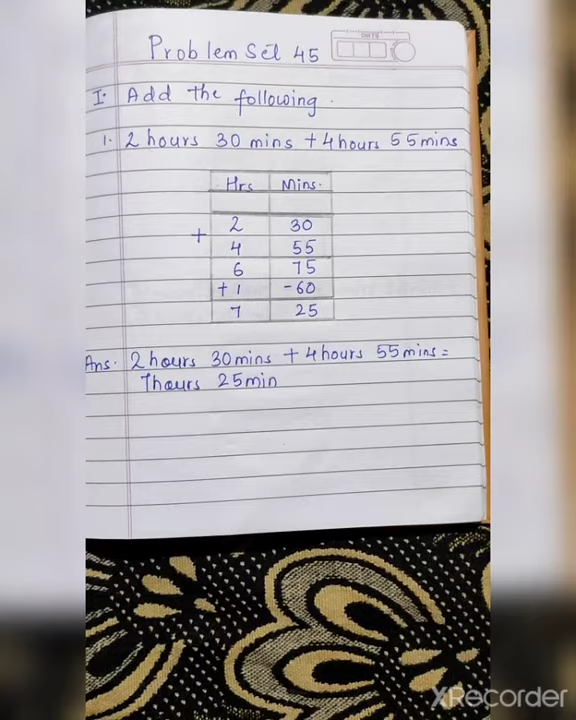 Problem Set 45
I. Add the following.
1. 2 hours 30 mins + 4 hours 55 mins
Hrs Mins.
2 30
+ 4 55
6 75
+1 -60
7 25
Ans. 2 hours 30 mins + 4 hours 55 mins =
7 hours 25 min
XRecorder